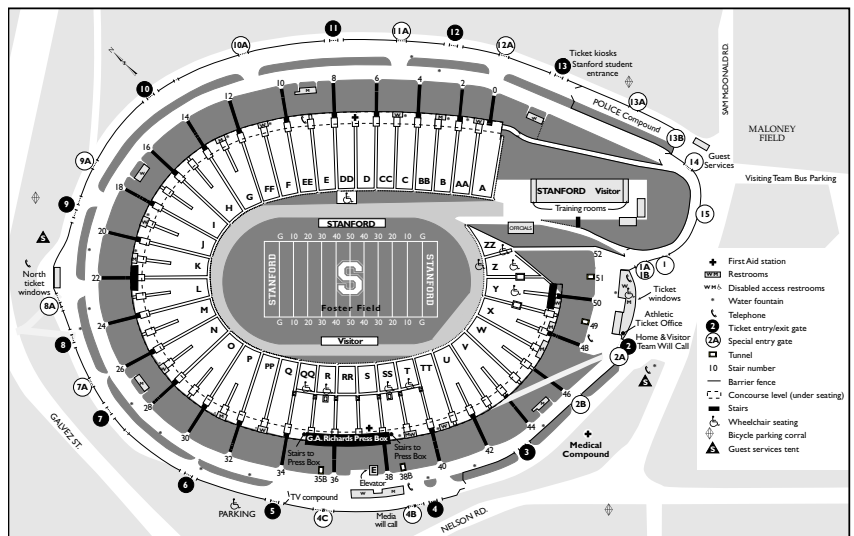 11
11A
12
12A
10A
Ticket kiosks
Stanford student
entrance
13
13A
POLICE Compound
13B
SAM McDONALD RD.
MALONEY
FIELD
14
Guest
Services
Visiting Team Bus Parking
15
N
10
9A
9
8A
8
7A
7
North
ticket
windows
GALVEZ ST.
0
2
4
6
8
10
12
14
16
18
20
22
24
26
28
30
32
34
35B
36
38
38B
40
42
44
46
48
49
50
51
52
A
AA
B
BB
C
CC
D
DD
E
EE
F
FF
G
H
I
J
K
L
M
N
O
P
PP
Q
QQ
R
RR
S
SS
T
TT
U
V
W
X
Y
Z
ZZ
STANFORD
G 10 20 30 40 50 40 30 20 10 G
STANFORD
S
STANFORD
Foster Field
G 10 20 30 40 50 40 30 20 10 G
Visitor
STANFORD Visitor
Training rooms
OFFICIALS
1
1A
1B
Ticket
windows
Athletic
Ticket Office
Home & Visitor
Team Will Call
2
2A
2B
3
Medical
Compound
G.A. Richards Press Box
Stairs to
Press Box
Stairs to
Press Box
E
Elevator
W M
TV compound
PARKING
6
5
4C
Media
will call
4B
4
NELSON RD.
First Aid station
WM Restrooms
W M Disabled access restrooms
Water fountain
Telephone
2 Ticket entry/exit gate
2A Special entry gate
Tunnel
10 Stair number
Barrier fence
Concourse level (under seating)
Stairs
Wheelchair seating
Bicycle parking corral
Guest services tent